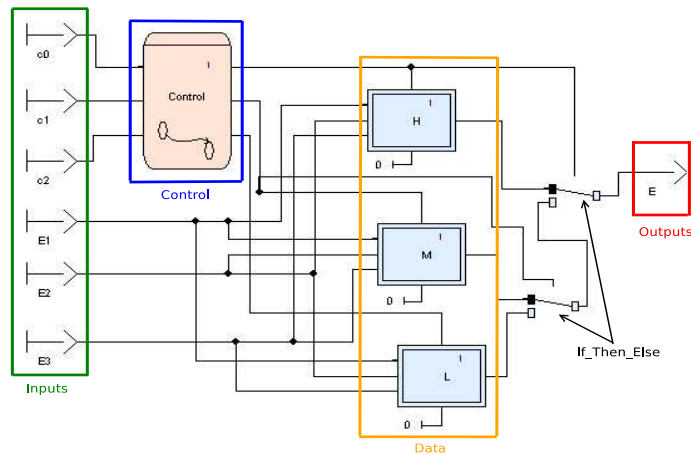 c0
c1
c2
E1
E2
E3
Inputs
1
Control
Control
1
H
0
1
M
0
1
L
0
Data
If_Then_Else
E
Outputs